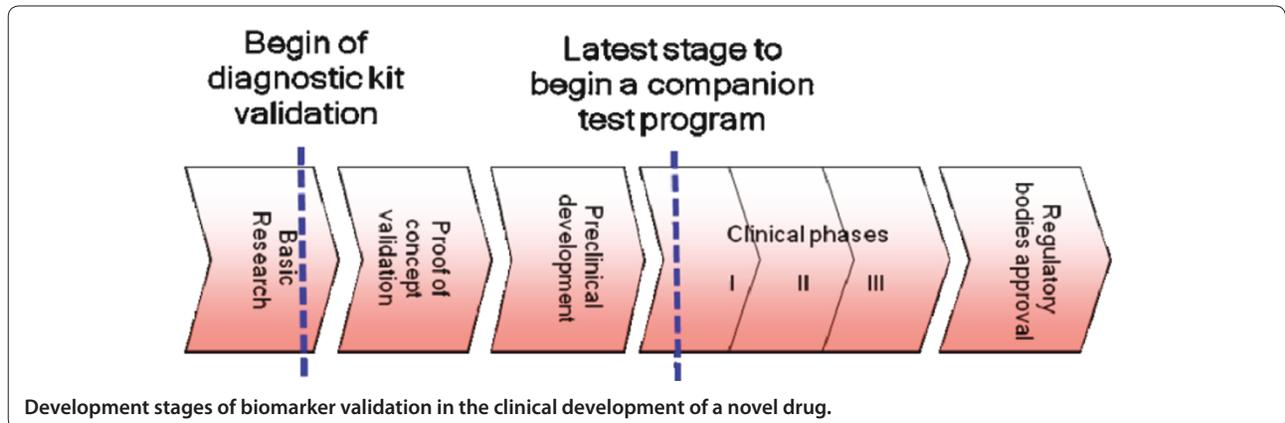 Begin of
diagnostic kit
validation
Latest stage to
begin a companion
test program
Basic
Research
Proof of
concept
validation
Preclinical
development
Clinical phases
I
II
III
Regulatory
bodies approval
Development stages of biomarker validation in the clinical development of a novel drug.